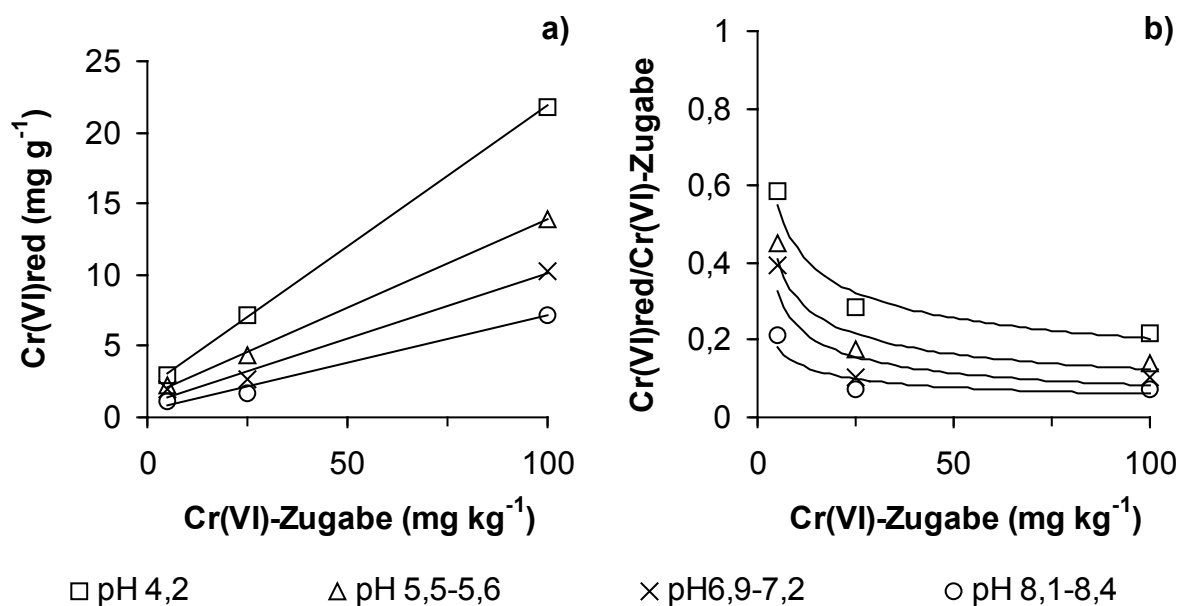 a)
Cr(VI)red (mg g⁻¹)
25
20
15
10
5
0
0 50 100
Cr(VI)-Zugabe (mg kg⁻¹)
b)
Cr(VI)red/Cr(VI)-Zugabe
1
0,8
0,6
0,4
0,2
0
0 50 100
Cr(VI)-Zugabe (mg kg⁻¹)
pH 4,2 pH 5,5-5,6 pH6,9-7,2 pH 8,1-8,4